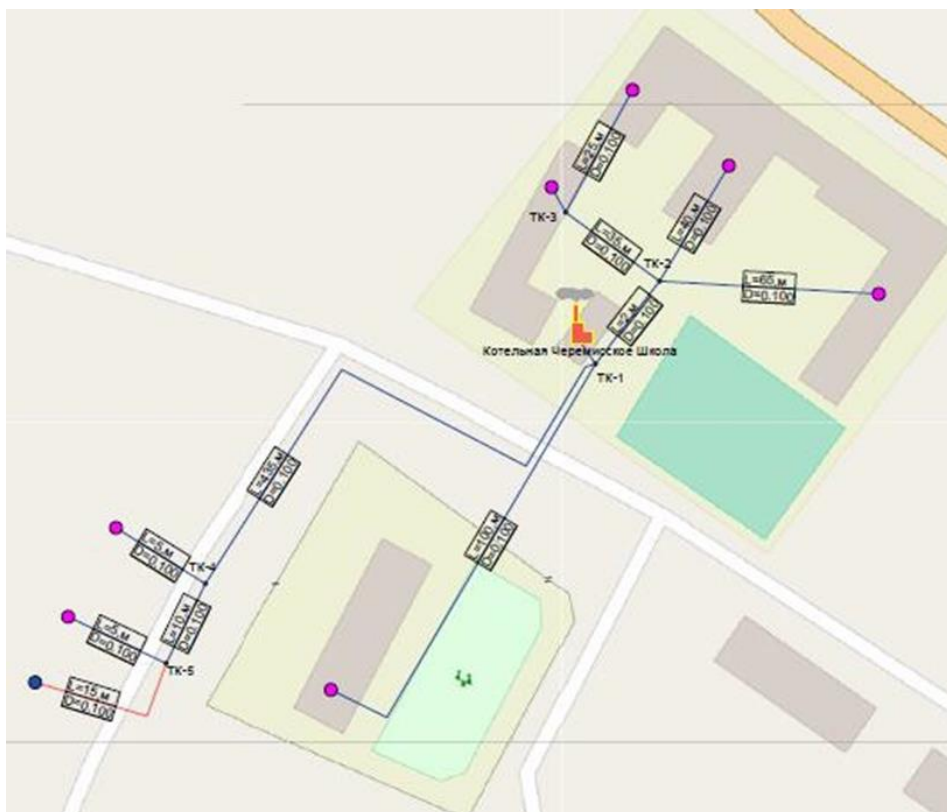 L=25,м
D=0,100
ТК-3
L=35,м
D=0,100
L=40,м
D=0,100
ТК-2
L=65,м
D=0,100
L=2,м
D=0,100
Котельная Черемисское Школа
ТК-1
L=435,м
D=0,100
L=100,м
D=0,100
L=5,м
D=0,100
ТК-4
L=10,м
D=0,100
L=5,м
D=0,100
ТК-5
L=15,м
D=0,100